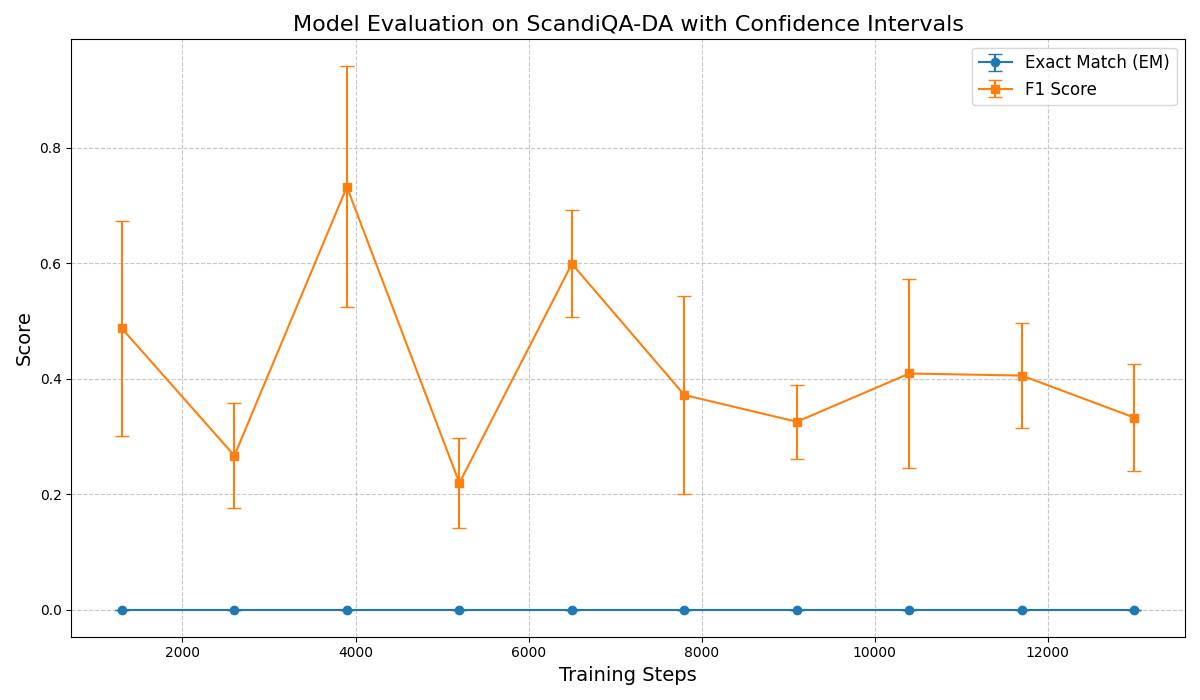 Model Evaluation on ScandiQA-DA with Confidence Intervals
Exact Match (EM)
F1 Score
Score
0.8
0.6
0.4
0.2
0.0
2000 4000 6000 8000 10000 12000
Training Steps